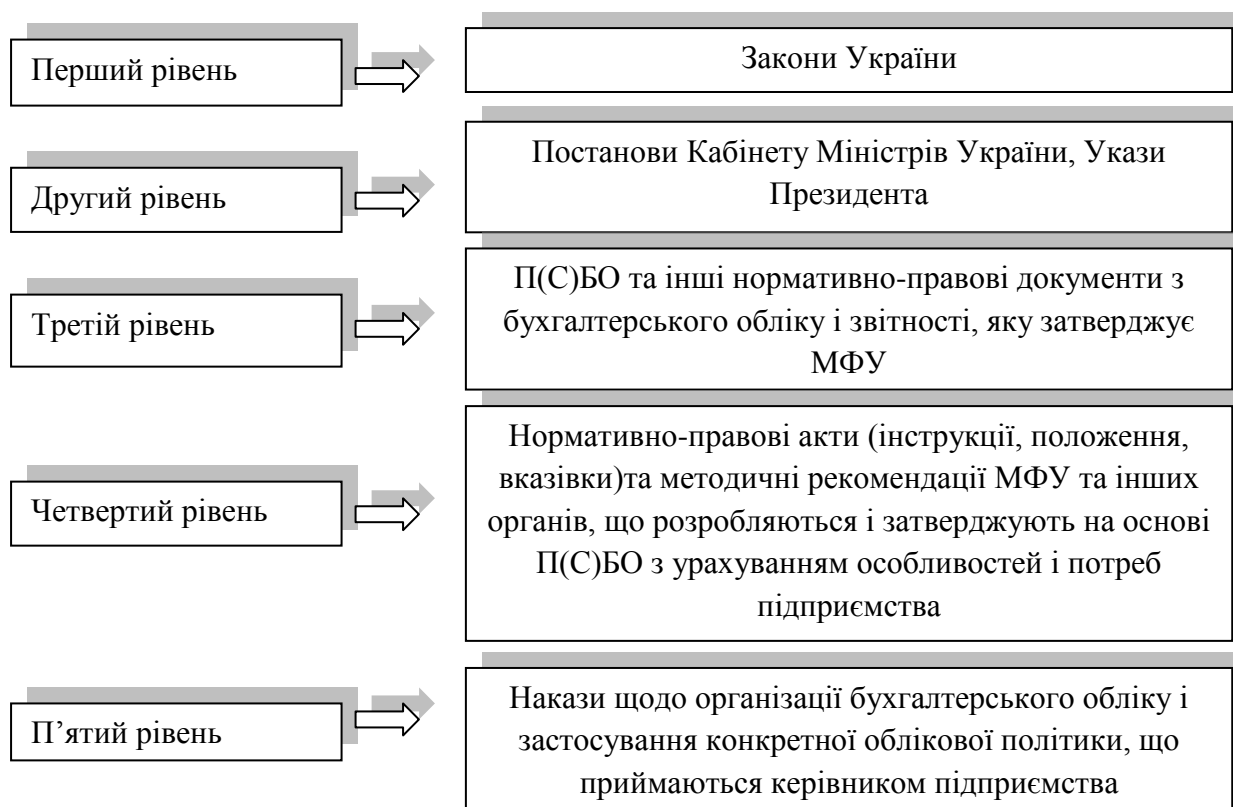 Перший рівень
Закони України
Другий рівень
Постанови Кабінету Міністрів України, Укази
Президента
Третій рівень
П(С)БО та інші нормативно-правові документи з
бухгалтерського обліку і звітності, яку затверджує
МФУ
Четвертий рівень
Нормативно-правові акти (інструкції, положення,
вказівки)та методичні рекомендації МФУ та інших
органів, що розробляються і затверджують на основі
П(С)БО з урахуванням особливостей і потреб
підприємства
П’ятий рівень
Накази щодо організації бухгалтерського обліку і
застосування конкретної облікової політики, що
приймаються керівником підприємства